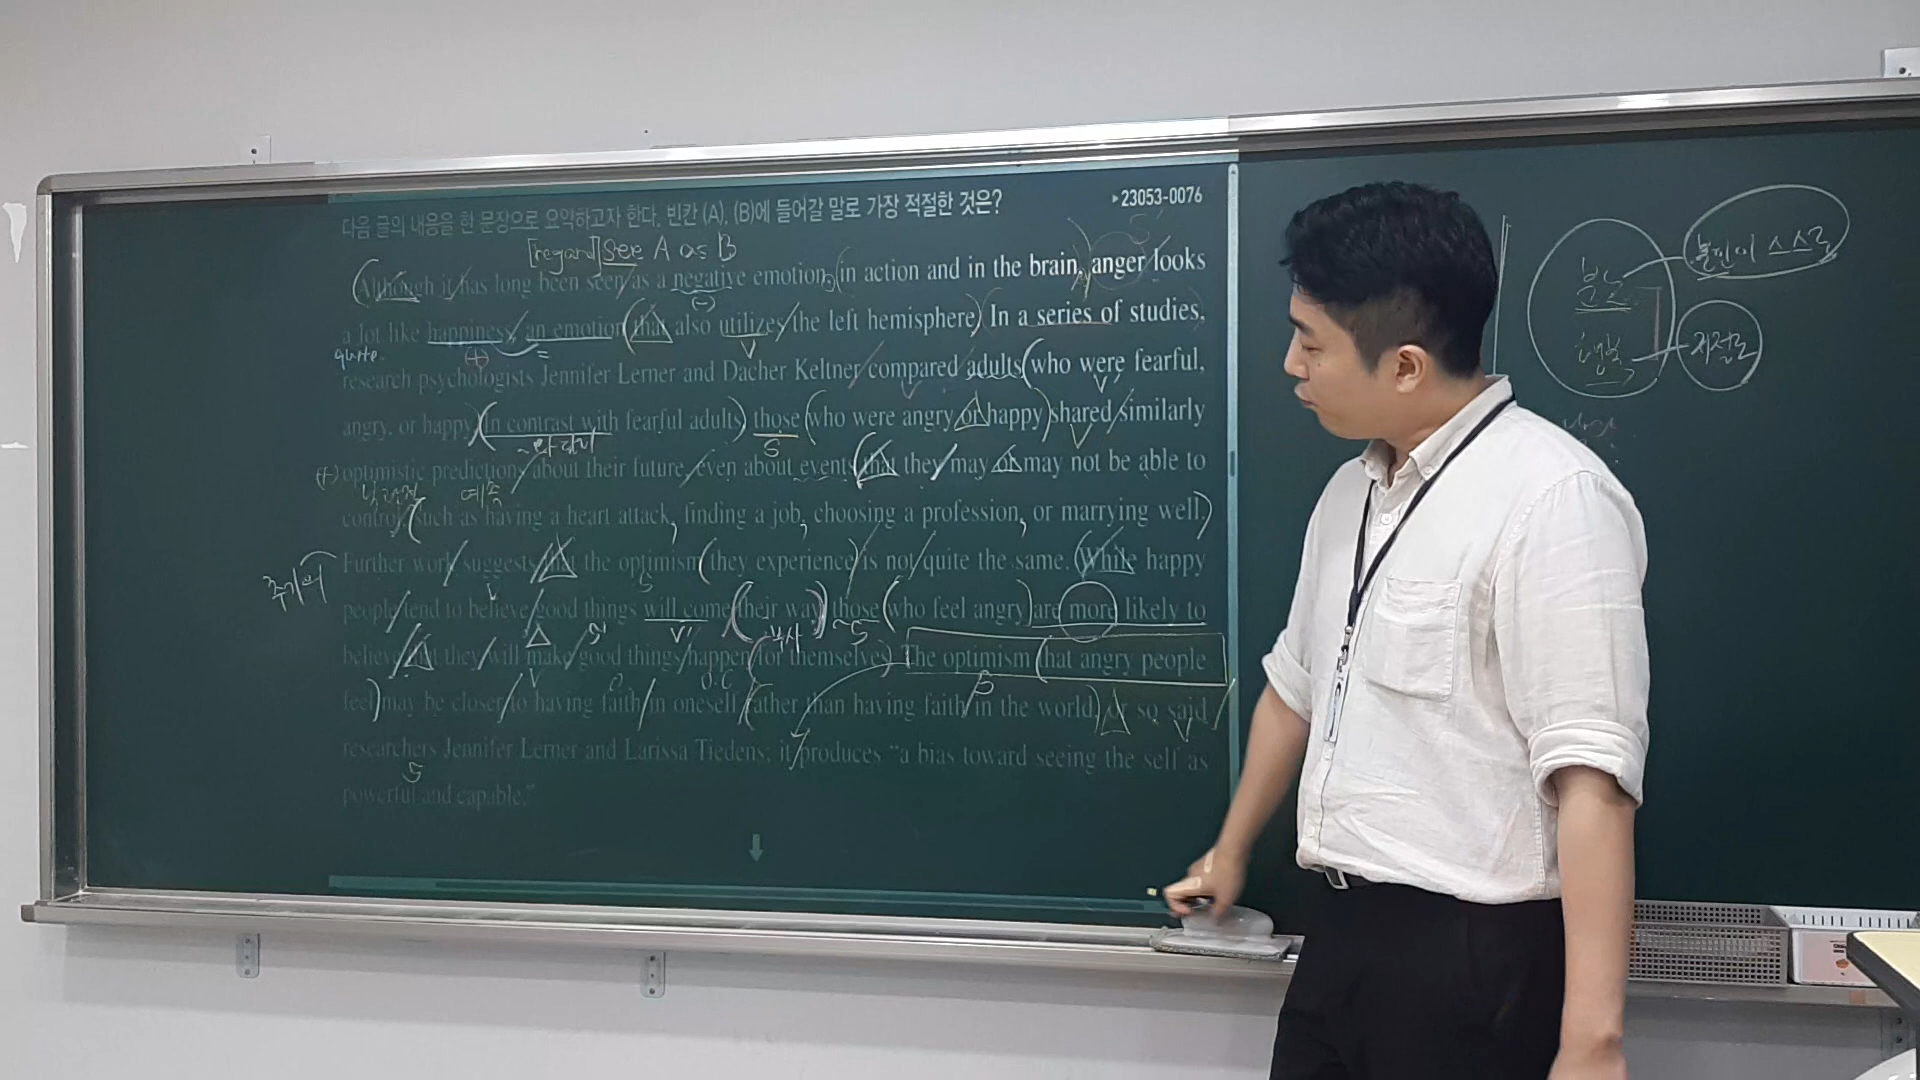 다음 글의 내용을 한 문장으로 요약하고자 한다. 빈칸 (A), (B)에 들어갈 말로 가장 적절한 것은?
▸23053-0076
[regard] see A as B
Although it has long been seen as a negative emotion, in action and in the brain, anger looks
(-)
a lot like happiness, an emotion that also utilizes the left hemisphere. In a series of studies,
quite
(+)
=
V
research psychologists Jennifer Lerner and Dacher Keltner compared adults who were fearful,
V
V'
angry, or happy. In contrast with fearful adults, those who were angry or happy shared similarly
S
V
(+) optimistic predictions about their future, even about events that they may or may not be able to
낙관적 예측
control, such as having a heart attack, finding a job, choosing a profession, or marrying well.
추가의
Further work suggests that the optimism they experience is not quite the same. While happy
V
S
people tend to believe good things will come their way, those who feel angry are more likely to
S'
V'
부사
S
believe that they will make good things happen for themselves. The optimism that angry people
V
O
O.C
S
feel may be closer to having faith in oneself rather than having faith in the world, or so said
V
researchers Jennifer Lerner and Larissa Tiedens; it produces “a bias toward seeing the self as
S
powerful and capable.”
분노
본인이 스스로
행복
저절로